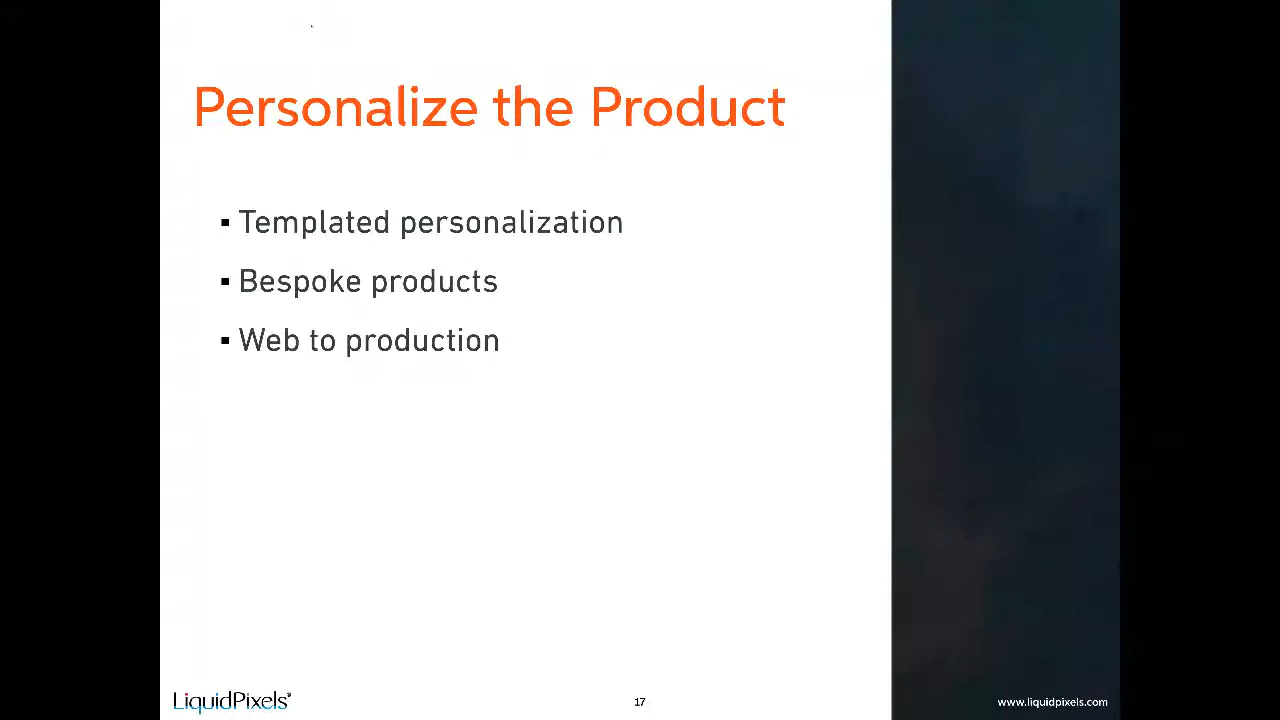 Personalize the Product
▪ Templated personalization
▪ Bespoke products
▪ Web to production
LiquidPixels®
17
www.liquidpixels.com